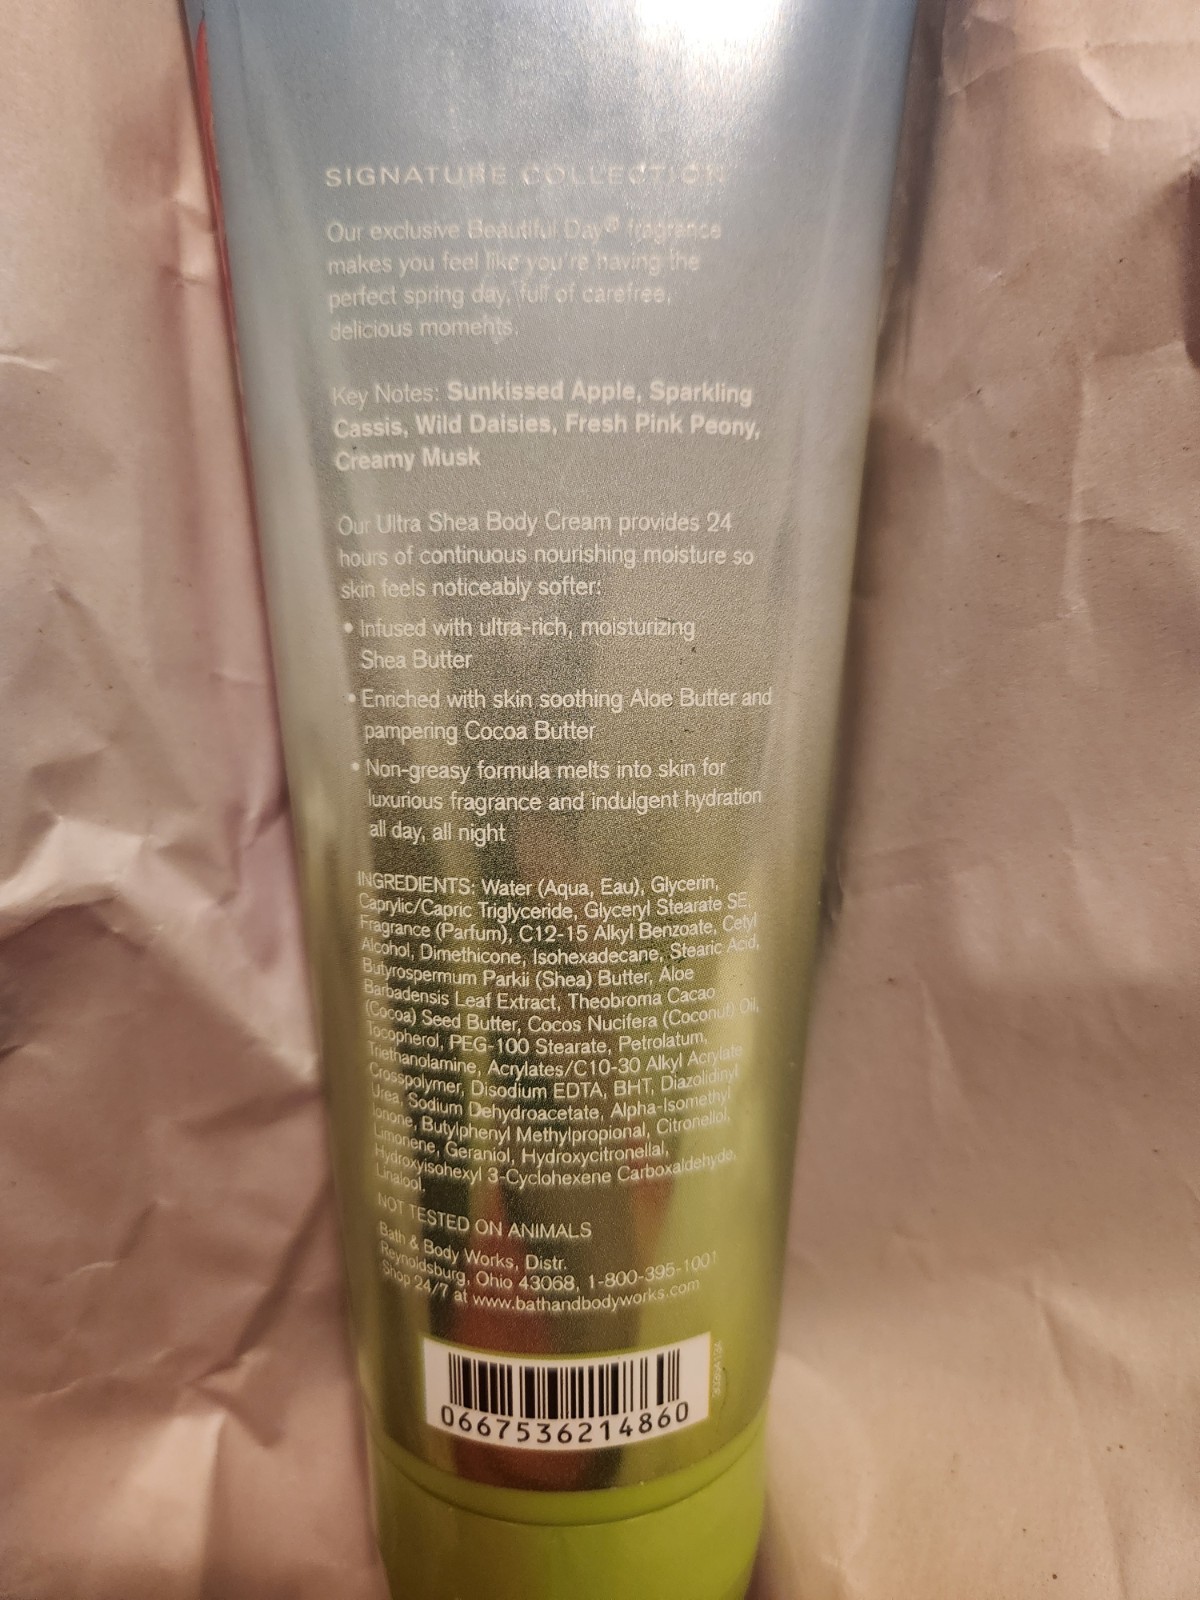 SIGNATURE COLLECTION
Our exclusive Beautiful Day® fragrance
makes you feel like you're having the
perfect spring day, full of carefree,
delicious moments.
Key Notes: Sunkissed Apple, Sparkling
Cassis, Wild Daisies, Fresh Pink Peony,
Creamy Musk
Our Ultra Shea Body Cream provides 24
hours of continuous nourishing moisture so
skin feels noticeably softer:
• Infused with ultra-rich, moisturizing
Shea Butter
• Enriched with skin soothing Aloe Butter and
pampering Cocoa Butter
• Non-greasy formula melts into skin for
luxurious fragrance and indulgent hydration
all day, all night
INGREDIENTS: Water (Aqua, Eau), Glycerin,
Caprylic/Capric Triglyceride, Glyceryl Stearate SE,
Fragrance (Parfum), C12-15 Alkyl Benzoate, Cetyl
Alcohol, Dimethicone, Isohexadecane, Stearic Acid,
Butyrospermum Parkii (Shea) Butter, Aloe
Barbadensis Leaf Extract, Theobroma Cacao
(Cocoa) Seed Butter, Cocos Nucifera (Coconut) Oil,
Tocopherol, PEG-100 Stearate, Petrolatum,
Triethanolamine, Acrylates/C10-30 Alkyl Acrylate
Crosspolymer, Disodium EDTA, BHT, Diazolidinyl
Urea, Sodium Dehydroacetate, Alpha-Isomethyl
Ionone, Butylphenyl Methylpropional, Citronellol,
Limonene, Geraniol, Hydroxycitronellal,
Hydroxyisohexyl 3-Cyclohexene Carboxaldehyde,
Linalool.
NOT TESTED ON ANIMALS
Bath & Body Works, Distr.
Reynoldsburg, Ohio 43068, 1-800-395-1001
Shop 24/7 at www.bathandbodyworks.com
0667536214860